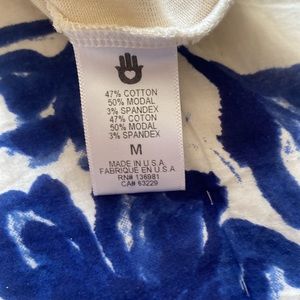 47% COTTON
50% MODAL
3% SPANDEX
47% COTON
50% MODAL
3% SPANDEX
M
MADE IN U.S.A.
FABRIQUE EN U.S.A
RN# 136981
CA# 63229